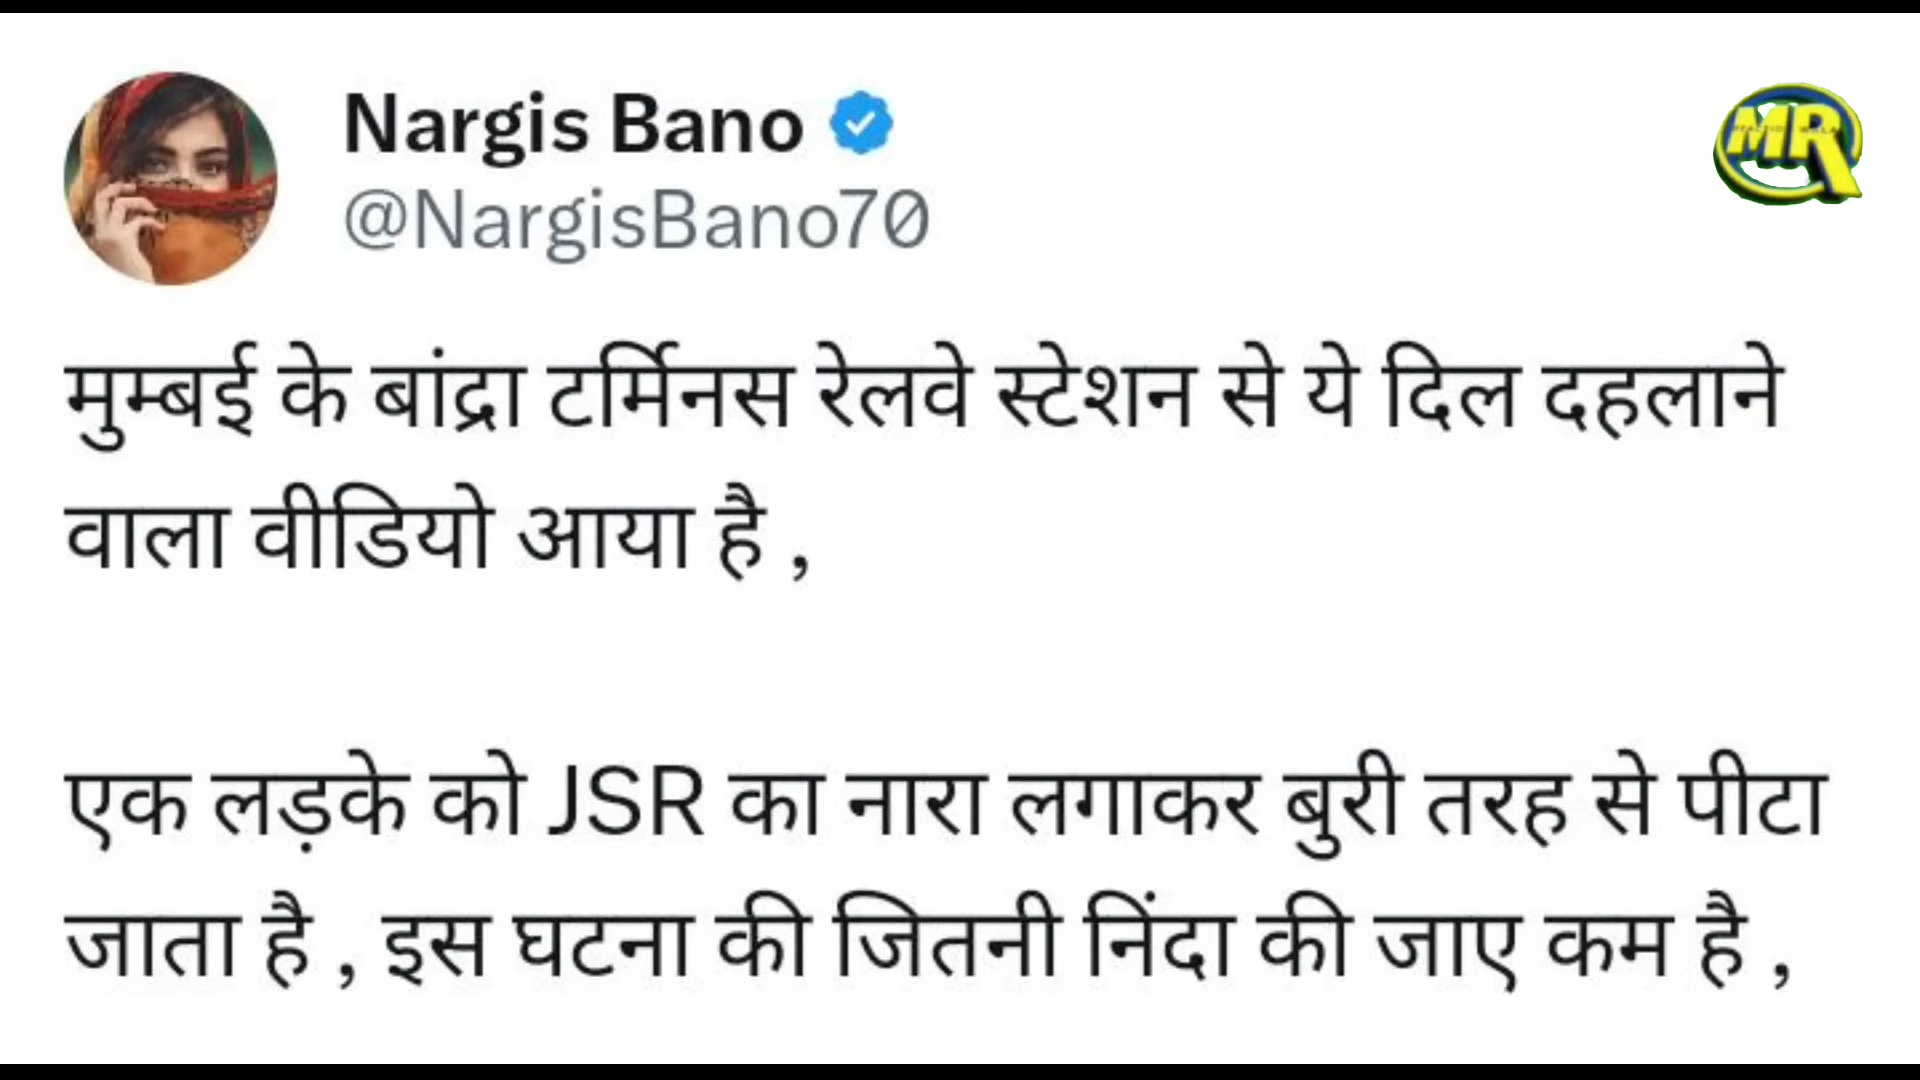 Nargis Bano
@NargisBano70
MR
मुम्बई के बांद्रा टर्मिनस रेलवे स्टेशन से ये दिल दहलाने
वाला वीडियो आया है ,
एक लड़के को JSR का नारा लगाकर बुरी तरह से पीटा
जाता है , इस घटना की जितनी निंदा की जाए कम है ,